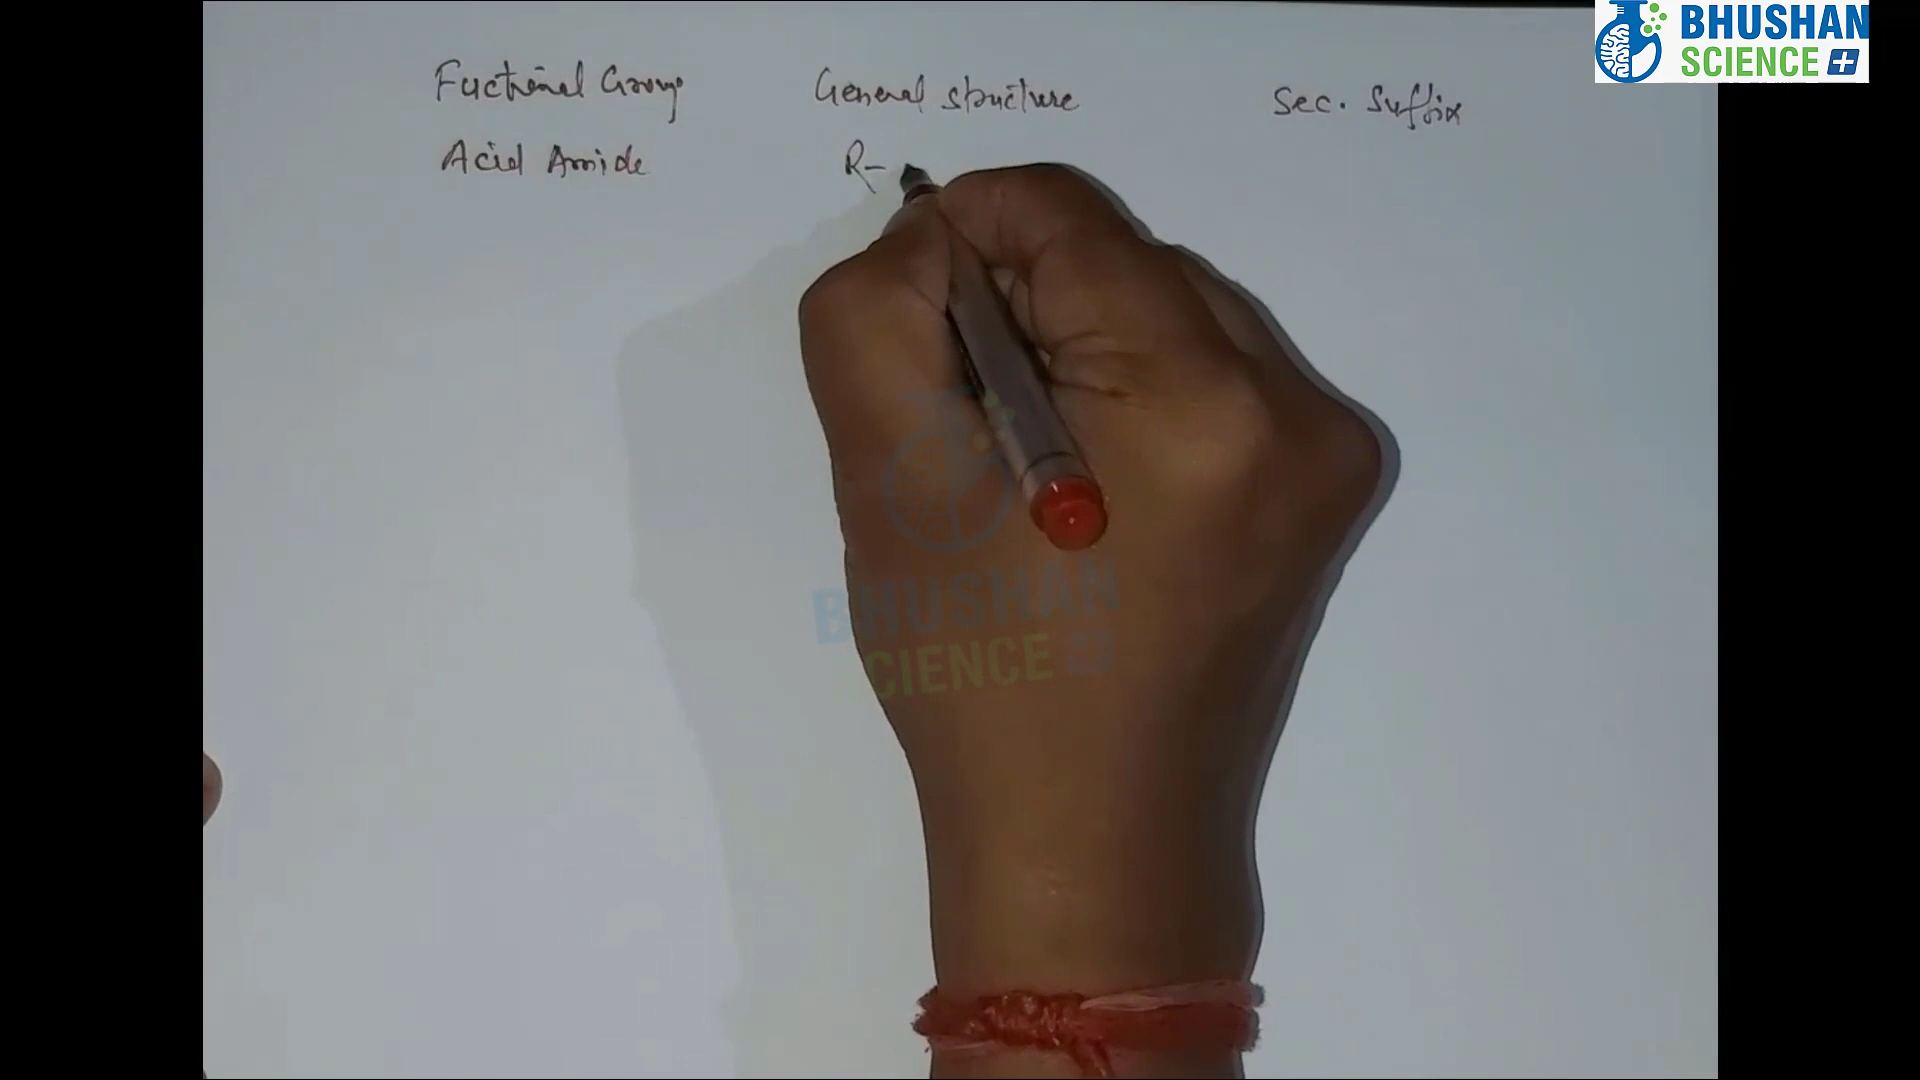 BHUSHAN
SCIENCE +
Fuctional Group General structure Sec. Suffix
Acid Amide R-
BHUSHAN
SCIENCE +